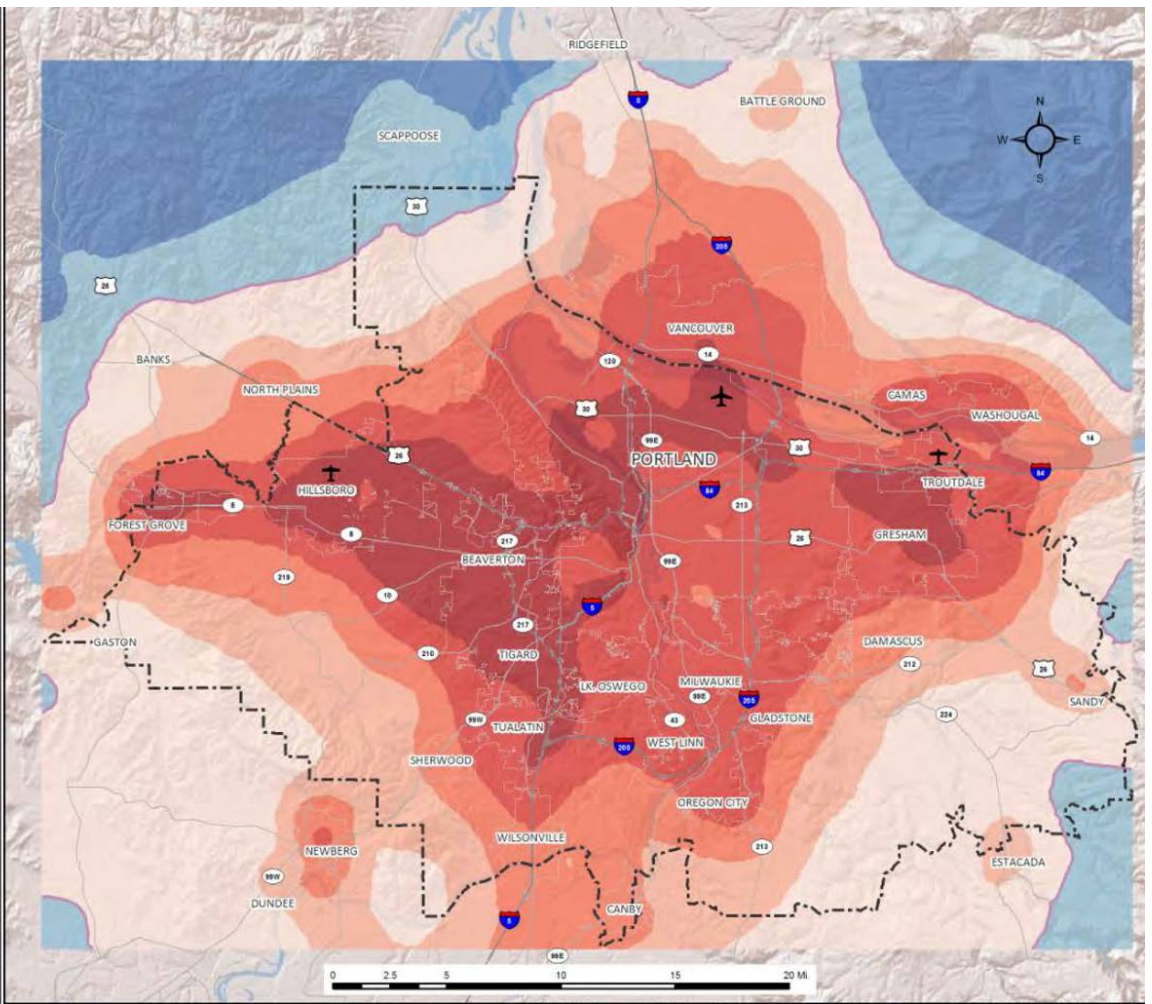 RIDGEFIELD
5
BATTLE GROUND
N
W E
S
SCAPPOOSE
30
205
26
VANCOUVER
14
BANKS
120
NORTH PLAINS
CAMAS
30
WASHOUGAL
99E
14
26
PORTLAND
30
84
HILLSBORO
84
TROUTDALE
8
213
FOREST GROVE
8
217
26
GRESHAM
BEAVERTON
99E
219
10
5
217
GASTON
210
TIGARD
DAMASCUS
212
26
LK. OSWEGO
MILWAUKIE
99E
205
SANDY
99W
TUALATIN
43
GLADSTONE
224
WEST LINN
205
SHERWOOD
OREGON CITY
WILSONVILLE
213
NEWBERG
ESTACADA
99W
DUNDEE
CANBY
5
99E
0 2.5 5 10 15 20 Mi.